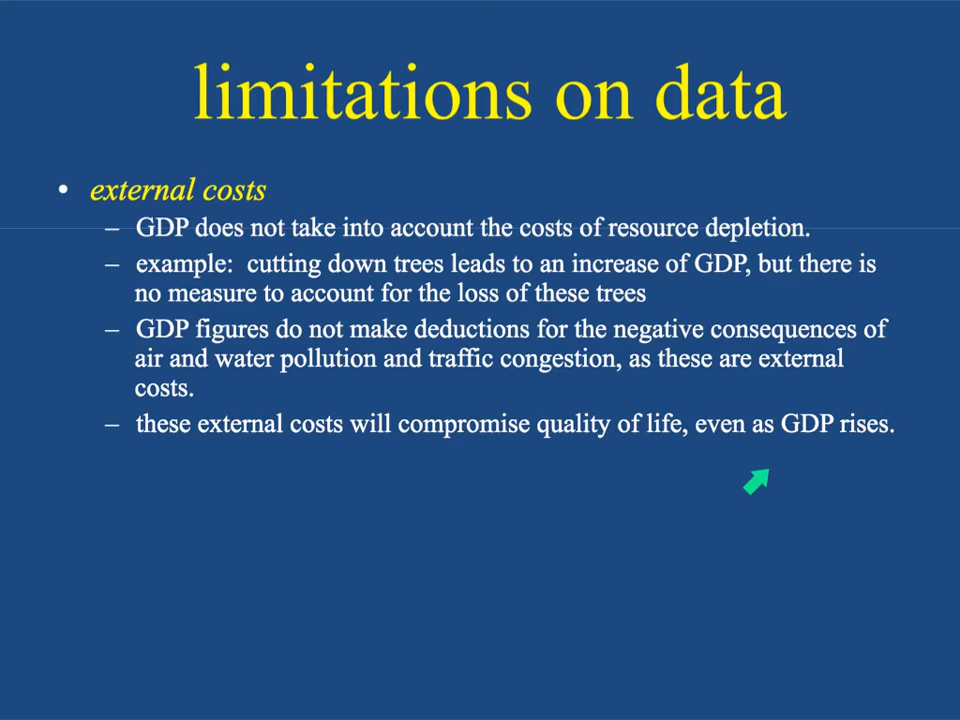 limitations on data
• external costs
– GDP does not take into account the costs of resource depletion.
– example:  cutting down trees leads to an increase of GDP, but there is
no measure to account for the loss of these trees
– GDP figures do not make deductions for the negative consequences of
air and water pollution and traffic congestion, as these are external
costs.
– these external costs will compromise quality of life, even as GDP rises.